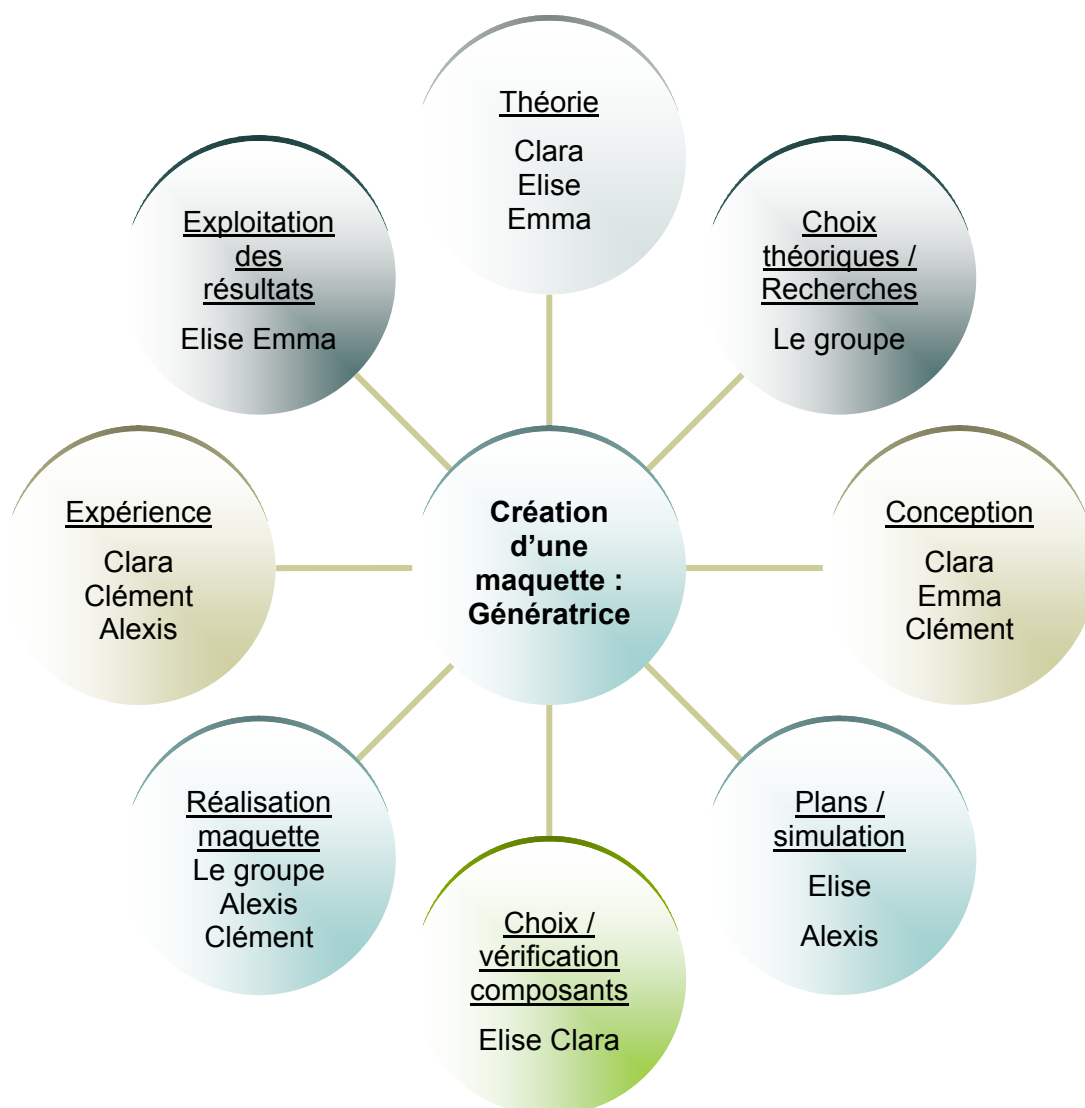 Théorie
Clara
Elise
Emma
Choix
théoriques /
Recherches
Le groupe
Conception
Clara
Emma
Clément
Plans /
simulation
Elise
Alexis
Choix /
vérification
composants
Elise Clara
Réalisation
maquette
Le groupe
Alexis
Clément
Expérience
Clara
Clément
Alexis
Exploitation
des
résultats
Elise Emma
Création
d’une
maquette :
Génératrice